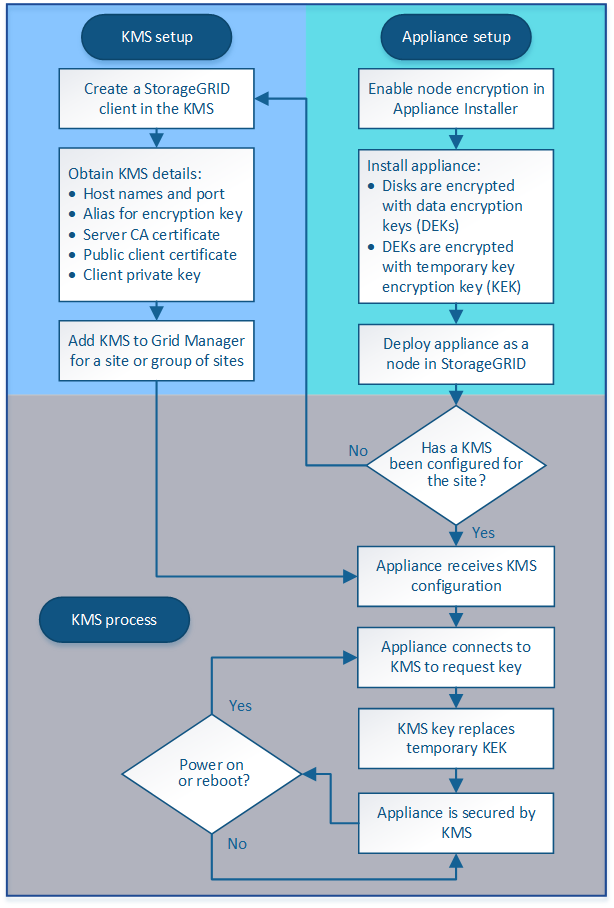 KMS setup
Create a StorageGRID
client in the KMS
Obtain KMS details:
• Host names and port
• Alias for encryption key
• Server CA certificate
• Public client certificate
• Client private key
Add KMS to Grid Manager
for a site or group of sites
Appliance setup
Enable node encryption in
Appliance Installer
Install appliance:
• Disks are encrypted
with data encryption
keys (DEKs)
• DEKs are encrypted
with temporary key
encryption key (KEK)
Deploy appliance as a
node in StorageGRID
Has a KMS
been configured for
the site?
No
Yes
KMS process
Appliance receives KMS
configuration
Appliance connects to
KMS to request key
KMS key replaces
temporary KEK
Appliance is secured by
KMS
Power on
or reboot?
Yes
No